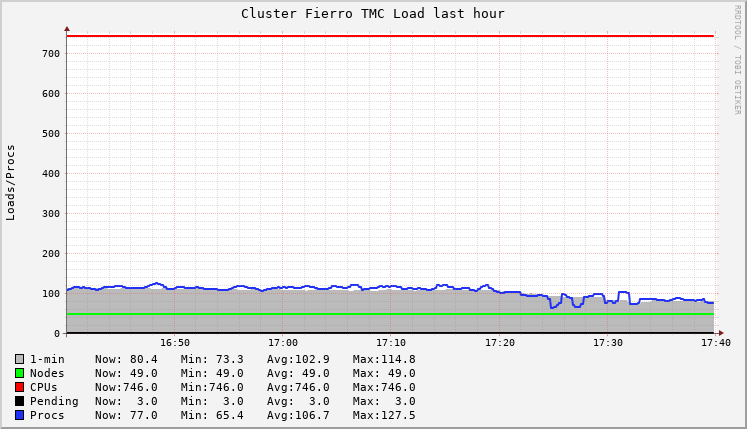 Cluster Fierro TMC Load last hour
RRDTOOL / TOBI OETIKER
Loads/Procs
700
600
500
400
300
200
100
0
16:50 17:00 17:10 17:20 17:30 17:40
1-min Now: 80.4 Min: 73.3 Avg:102.9 Max:114.8
Nodes Now: 49.0 Min: 49.0 Avg: 49.0 Max: 49.0
CPUs Now:746.0 Min:746.0 Avg:746.0 Max:746.0
Pending Now: 3.0 Min: 3.0 Avg: 3.0 Max: 3.0
Procs Now: 77.0 Min: 65.4 Avg:106.7 Max:127.5